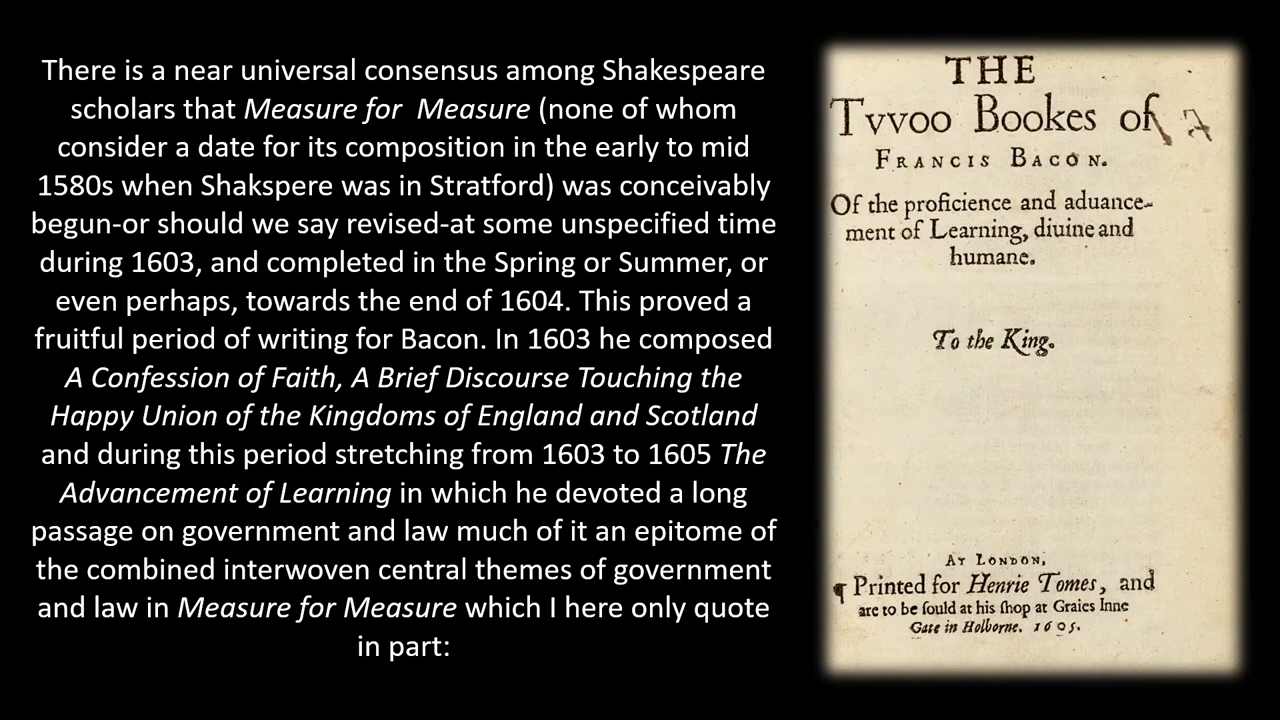 There is a near universal consensus among Shakespeare
scholars that Measure for Measure (none of whom
consider a date for its composition in the early to mid
1580s when Shakspere was in Stratford) was conceivably
begun-or should we say revised-at some unspecified time
during 1603, and completed in the Spring or Summer, or
even perhaps, towards the end of 1604. This proved a
fruitful period of writing for Bacon. In 1603 he composed
A Confession of Faith, A Brief Discourse Touching the
Happy Union of the Kingdoms of England and Scotland
and during this period stretching from 1603 to 1605 The
Advancement of Learning in which he devoted a long
passage on government and law much of it an epitome of
the combined interwoven central themes of government
and law in Measure for Measure which I here only quote
in part:
THE
Tvvoo Bookes of
FRANCIS BACON.
Of the proficience and aduance-
ment of Learning, diuine and
humane.
To the King.
AT LONDON,
¶ Printed for Henrie Tomes, and
are to be ſould at his ſhop at Graies Inne
Gate in Holborne. 1605.